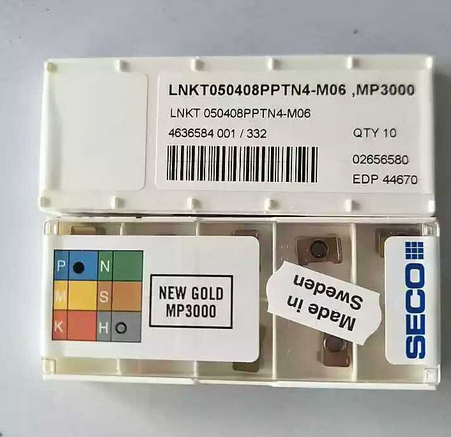 LNKT050408PPTN4-M06 ,MP3000
LNKT 050408PPTN4-M06
4636584 001 / 332 QTY 10
02656580
EDP 44670
P N
M S
K H
NEW GOLD
MP3000
Made in
Sweden
SECO